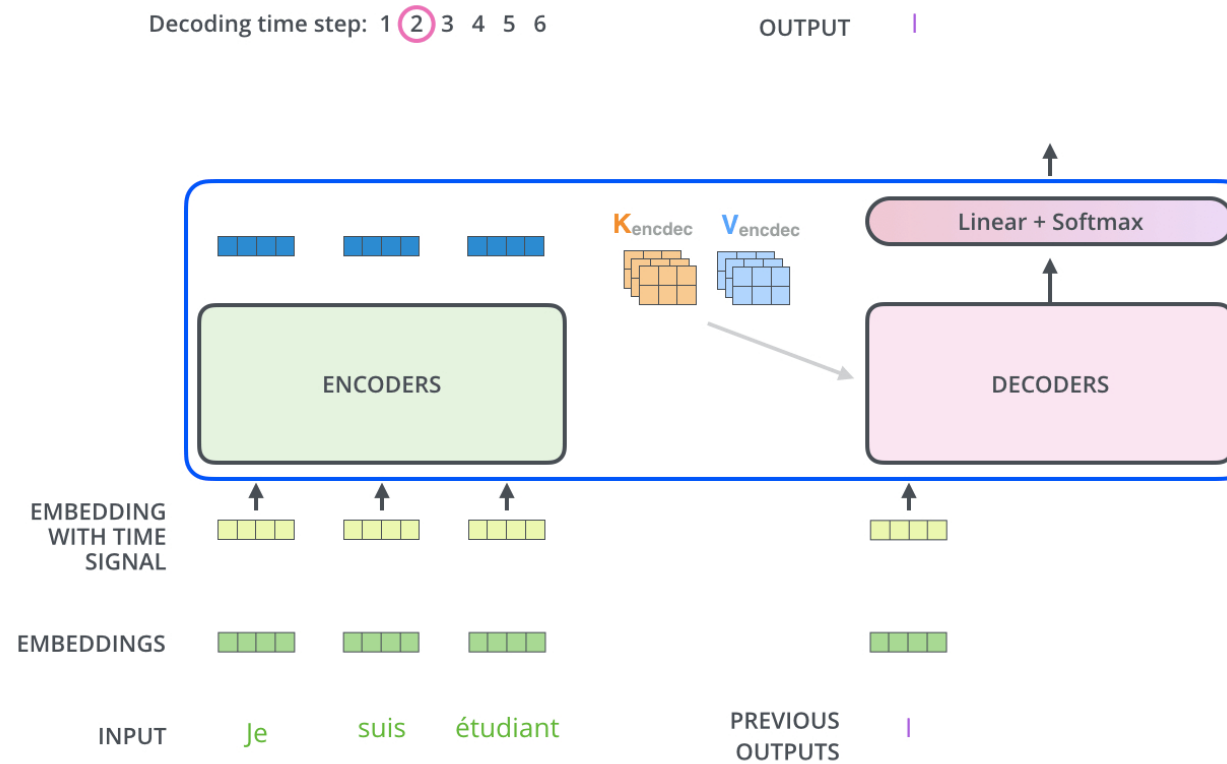 Decoding time step: 1 2 3 4 5 6
OUTPUT I
Kencdec Vencdec
Linear + Softmax
ENCODERS
DECODERS
EMBEDDING
WITH TIME
SIGNAL
EMBEDDINGS
INPUT Je suis étudiant
PREVIOUS
OUTPUTS
I